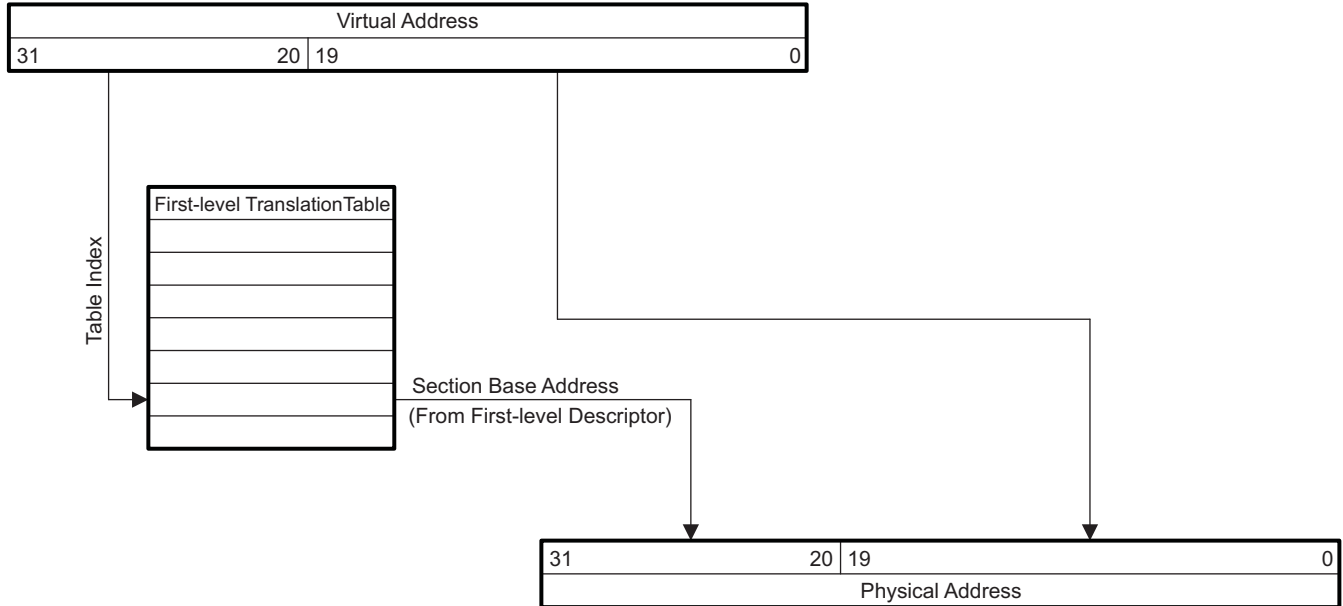 Virtual Address
31 20 19 0
First-level TranslationTable
Table Index
Section Base Address
(From First-level Descriptor)
31 20 19 0
Physical Address